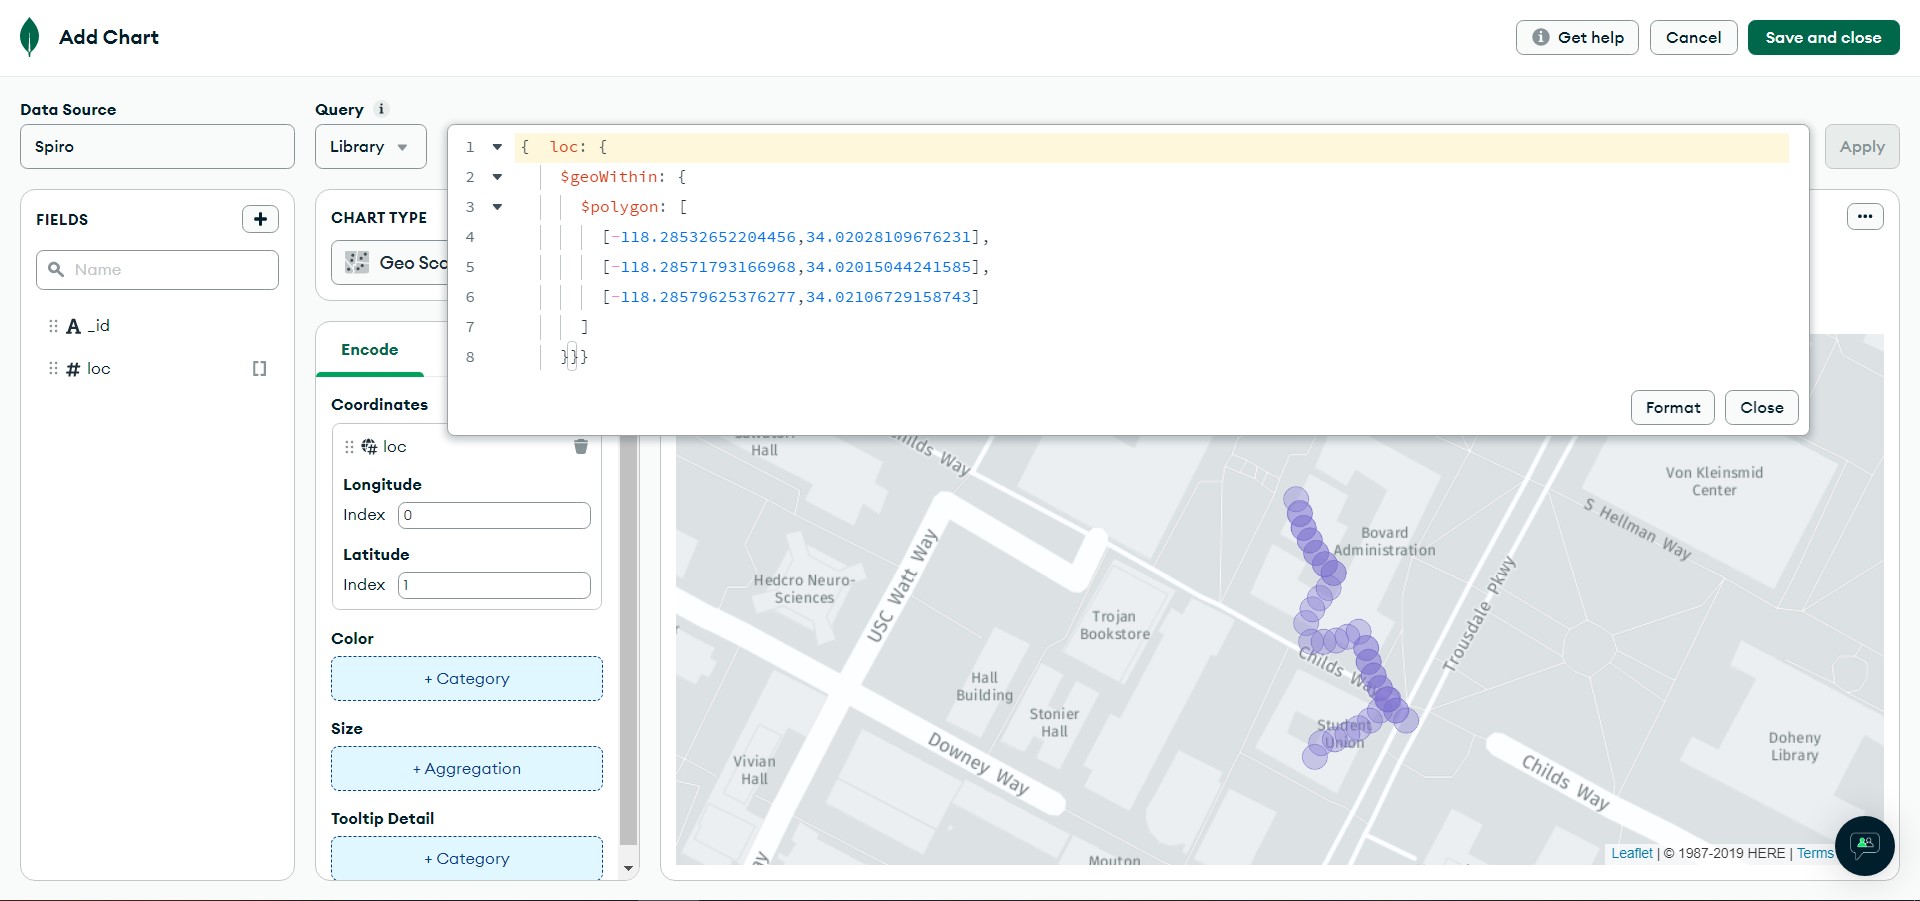 Add Chart
Get help
Cancel
Save and close
Data Source
Query
Spiro
Library
Apply
1 { loc: {
2 $geoWithin: {
3 $polygon: [
4 [-118.28532652204456,34.02028109676231],
5 [-118.28571793166968,34.02015044241585],
6 [-118.28579625376277,34.02106729158743]
7 ]
8 }}}
Format
Close
FIELDS
Name
A _id
# loc []
CHART TYPE
Geo Sc
Encode
Coordinates
loc
Longitude
Index 0
Latitude
Index 1
Color
+ Category
Size
+ Aggregation
Tooltip Detail
+ Category
Hall
Childs Way
Von Kleinsmid
Center
S Hellman Way
Bovard
Administration
Hedcro Neuro-
Sciences
USC Watt Way
Trojan
Bookstore
Trousdale Pkwy
Childs Wa
Hall
Building
Stonier
Hall
Student
Union
Downey Way
Vivian
Hall
Doheny
Library
Childs Way
Mouton
Leaflet | © 1987-2019 HERE | Terms